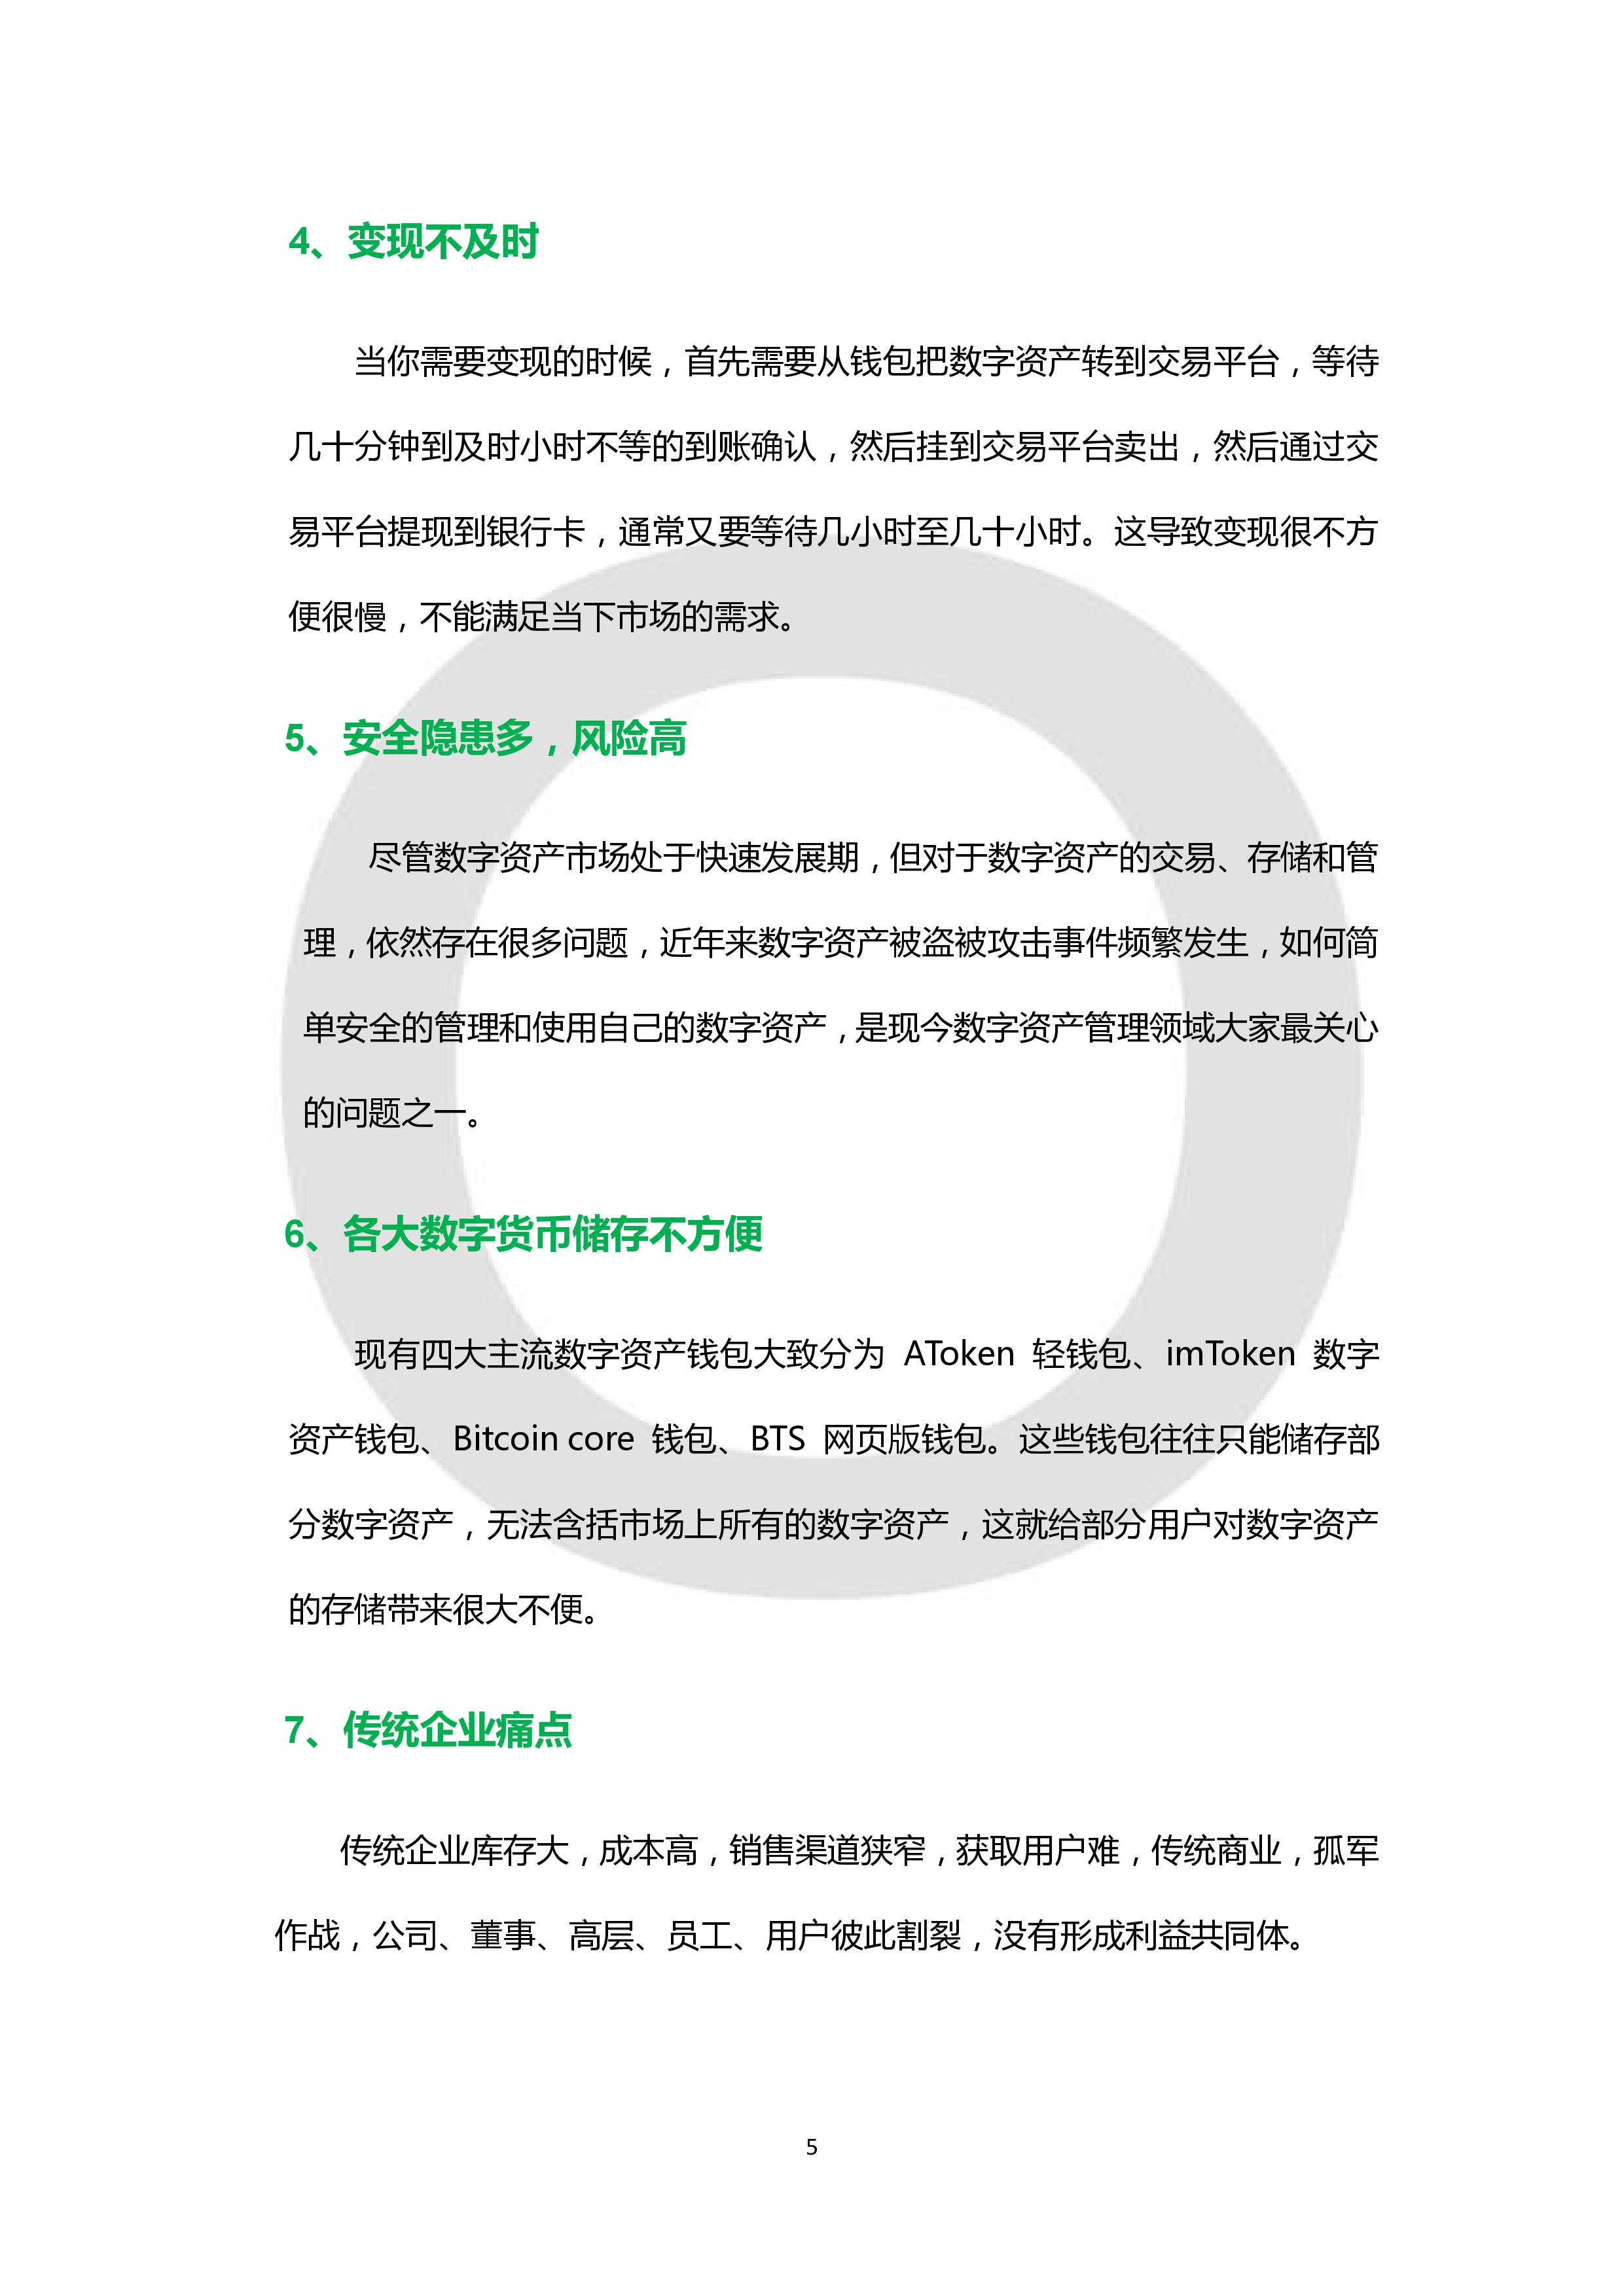 4、变现不及时
当你需要变现的时候，首先需要从钱包把数字资产转到交易平台，等待
几十分钟到及时小时不等的到账确认，然后挂到交易平台卖出，然后通过交
易平台提现到银行卡，通常又要等待几小时至几十小时。这导致变现很不方
便很慢，不能满足当下市场的需求。
5、安全隐患多，风险高
尽管数字资产市场处于快速发展期，但对于数字资产的交易、存储和管
理，依然存在很多问题，近年来数字资产被盗被攻击事件频繁发生，如何简
单安全的管理和使用自己的数字资产，是现今数字资产管理领域大家最关心
的问题之一。
6、各大数字货币储存不方便
现有四大主流数字资产钱包大致分为 AToken 轻钱包、imToken 数字
资产钱包、Bitcoin core 钱包、BTS 网页版钱包。这些钱包往往只能储存部
分数字资产，无法含括市场上所有的数字资产，这就给部分用户对数字资产
的存储带来很大不便。
7、传统企业痛点
传统企业库存大，成本高，销售渠道狭窄，获取用户难，传统商业，孤军
作战，公司、董事、高层、员工、用户彼此割裂，没有形成利益共同体。
5